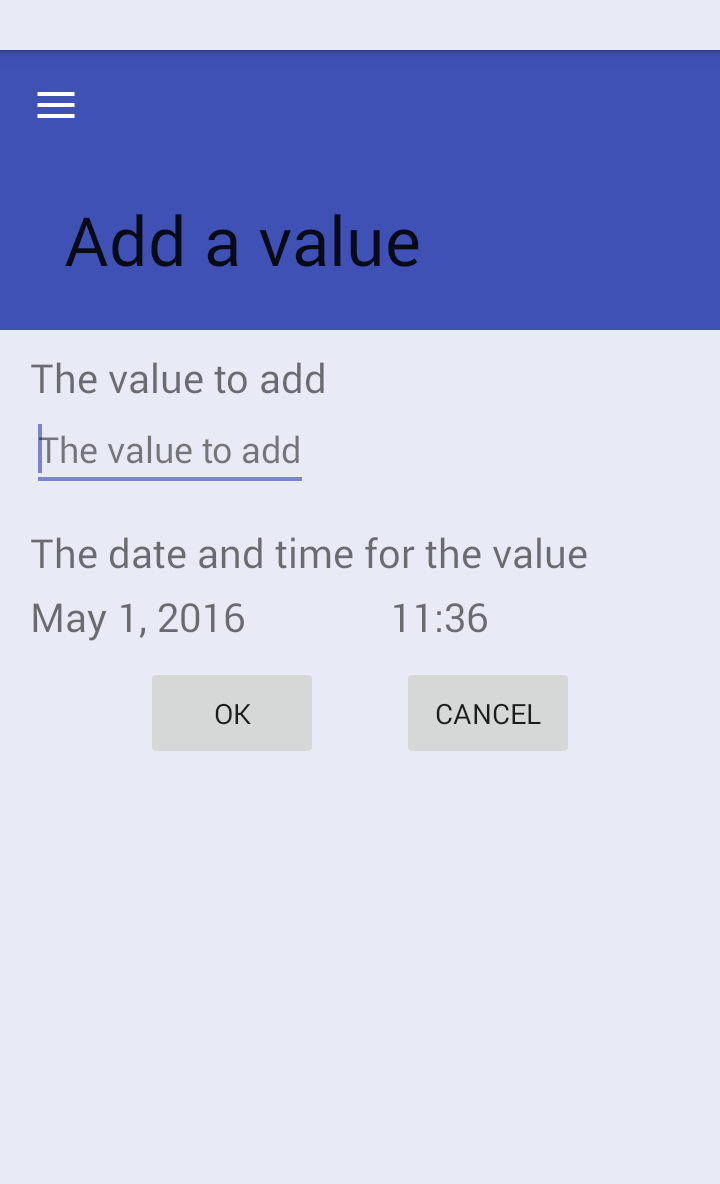 Add a value
The value to add
The value to add
The date and time for the value
May 1, 2016 11:36
OK CANCEL